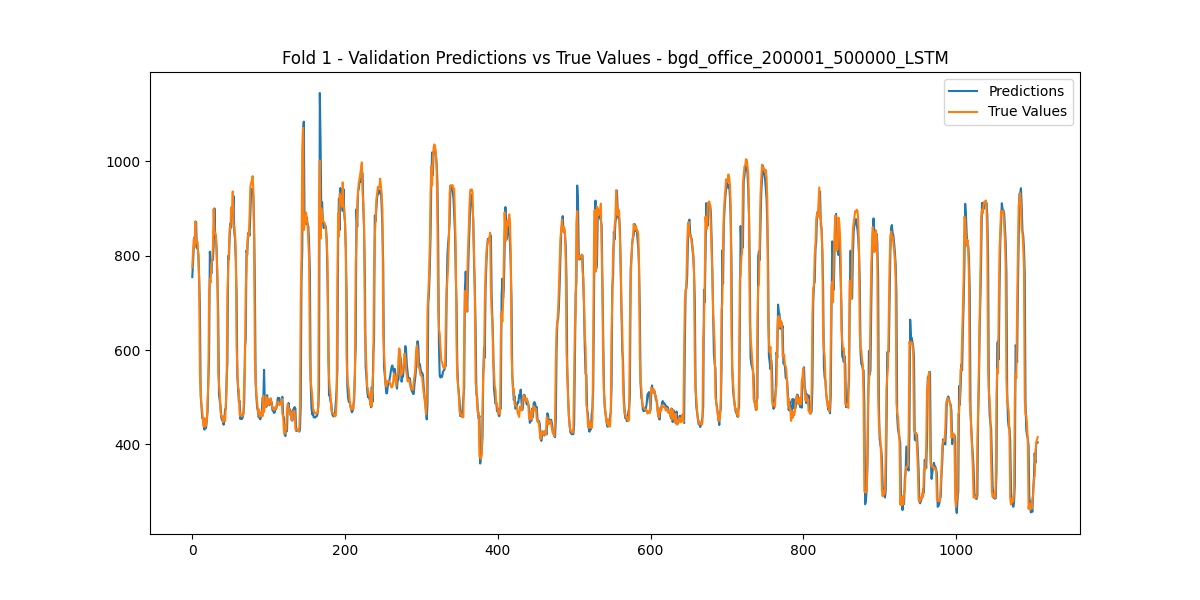 Fold 1 - Validation Predictions vs True Values - bgd_office_200001_500000_LSTM
Predictions
True Values
1000
800
600
400
0 200 400 600 800 1000